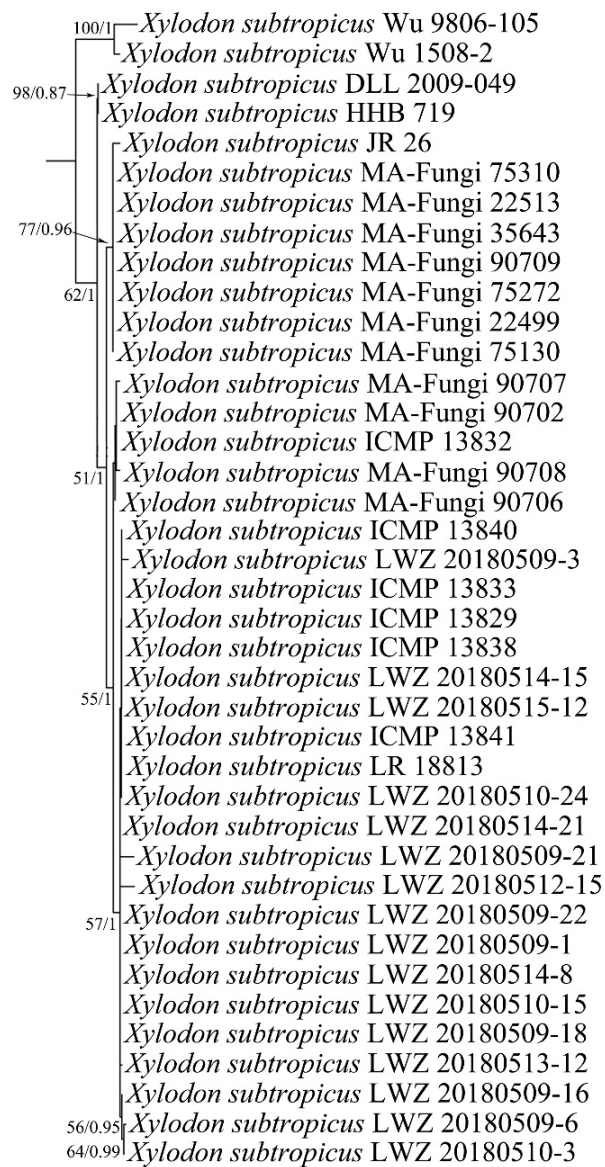 100/1
Xylodon subtropicus Wu 9806-105
Xylodon subtropicus Wu 1508-2
Xylodon subtropicus DLL 2009-049
98/0.87
Xylodon subtropicus HHB 719
Xylodon subtropicus JR 26
Xylodon subtropicus MA-Fungi 75310
Xylodon subtropicus MA-Fungi 22513
77/0.96
Xylodon subtropicus MA-Fungi 35643
Xylodon subtropicus MA-Fungi 90709
62/1
Xylodon subtropicus MA-Fungi 75272
Xylodon subtropicus MA-Fungi 22499
Xylodon subtropicus MA-Fungi 75130
Xylodon subtropicus MA-Fungi 90707
Xylodon subtropicus MA-Fungi 90702
Xylodon subtropicus ICMP 13832
51/1
Xylodon subtropicus MA-Fungi 90708
Xylodon subtropicus MA-Fungi 90706
Xylodon subtropicus ICMP 13840
Xylodon subtropicus LWZ 20180509-3
Xylodon subtropicus ICMP 13833
Xylodon subtropicus ICMP 13829
Xylodon subtropicus ICMP 13838
Xylodon subtropicus LWZ 20180514-15
55/1
Xylodon subtropicus LWZ 20180515-12
Xylodon subtropicus ICMP 13841
Xylodon subtropicus LR 18813
Xylodon subtropicus LWZ 20180510-24
Xylodon subtropicus LWZ 20180514-21
Xylodon subtropicus LWZ 20180509-21
Xylodon subtropicus LWZ 20180512-15
57/1
Xylodon subtropicus LWZ 20180509-22
Xylodon subtropicus LWZ 20180509-1
Xylodon subtropicus LWZ 20180514-8
Xylodon subtropicus LWZ 20180510-15
Xylodon subtropicus LWZ 20180509-18
Xylodon subtropicus LWZ 20180513-12
Xylodon subtropicus LWZ 20180509-16
56/0.95
Xylodon subtropicus LWZ 20180509-6
64/0.99
Xylodon subtropicus LWZ 20180510-3